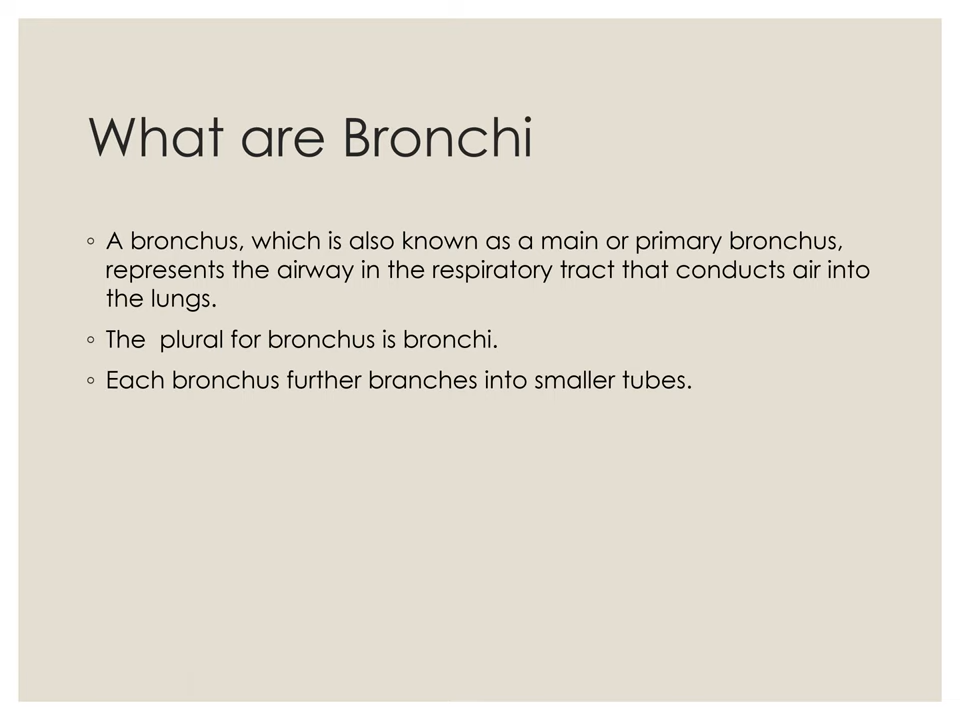 What are Bronchi
◦ A bronchus, which is also known as a main or primary bronchus,
represents the airway in the respiratory tract that conducts air into
the lungs.
◦ The  plural for bronchus is bronchi.
◦ Each bronchus further branches into smaller tubes.